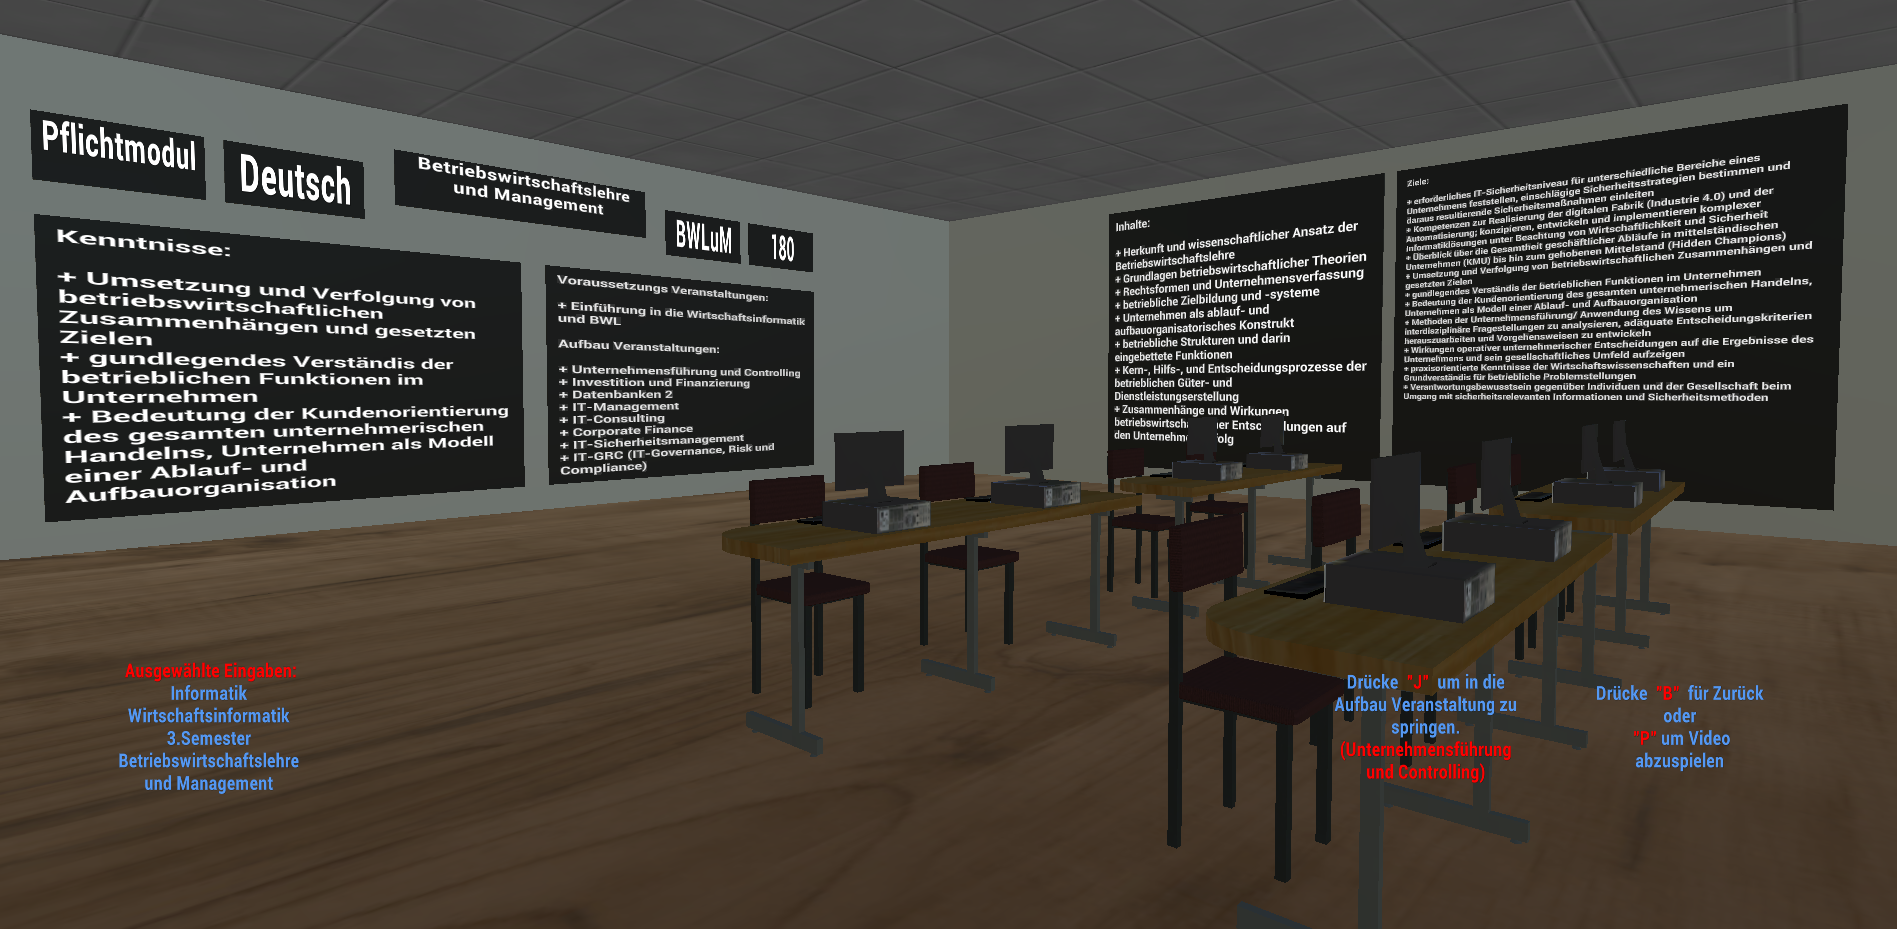 Pflichtmodul
Deutsch
Betriebswirtschaftslehre
und Management
BWLuM
180
Kenntnisse:
+ Umsetzung und Verfolgung von
betriebswirtschaftlichen
Zusammenhängen und gesetzten
Zielen
+ gundlegendes Verständis der
betrieblichen Funktionen im
Unternehmen
+ Bedeutung der Kundenorientierung
des gesamten unternehmerischen
Handelns, Unternehmen als Modell
einer Ablauf- und
Aufbauorganisation
Voraussetzungs Veranstaltungen:
+ Einführung in die Wirtschaftsinformatik
und BWL
Aufbau Veranstaltungen:
+ Unternehmensführung und Controlling
+ Investition und Finanzierung
+ Datenbanken 2
+ IT-Management
+ IT-Consulting
+ Corporate Finance
+ IT-Sicherheitsmanagement
+ IT-GRC (IT-Governance, Risk und
Compliance)
Inhalte:
+ Herkunft und wissenschaftlicher Ansatz der
Betriebswirtschaftslehre
+ Grundlagen betriebswirtschaftlicher Theorien
+ Rechtsformen und Unternehmensverfassung
+ betriebliche Zielbildung und -systeme
+ Unternehmen als ablauf- und
aufbauorganisatorisches Konstrukt
+ betriebliche Strukturen und darin
eingebettete Funktionen
+ Kern-, Hilfs-, und Entscheidungsprozesse der
betrieblichen Güter- und
Dienstleistungserstellung
+ Zusammenhänge und Wirkungen
auf
den
Ziele:
+ erforderliches IT-Sicherheitsniveau für unterschiedliche Bereiche eines
Unternehmens feststellen, einschlägige Sicherheitsstrategien bestimmen und
daraus resultierende Sicherheitsmaßnahmen einleiten
+ Kompetenzen zur Realisierung der digitalen Fabrik (Industrie 4.0) und der
Automatisierung; konzipieren, entwickeln und implementieren komplexer
Informatiklösungen unter Beachtung von Wirtschaftlichkeit und Sicherheit
+ Überblick über die Gesamtheit geschäftlicher Abläufe in mittelständischen
Unternehmen (KMU) bis hin zum gehobenen Mittelstand (Hidden Champions)
+ Umsetzung und Verfolgung von betriebswirtschaftlichen Zusammenhängen und
gesetzten Zielen
+ gundlegendes Verständis der betrieblichen Funktionen im Unternehmen
+ Bedeutung der Kundenorientierung des gesamten unternehmerischen Handelns,
Unternehmen als Modell einer Ablauf- und Aufbauorganisation
+ Methoden der Unternehmensführung/ Anwendung des Wissens um
interdisziplinäre Fragestellungen zu analysieren, adäquate Entscheidungskriterien
herauszuarbeiten und Vorgehensweisen zu entwickeln
+ Wirkungen operativer unternehmerischer Entscheidungen auf die Ergebnisse des
Unternehmens und sein gesellschaftliches Umfeld aufzeigen
+ praxisorientierte Kenntnisse der Wirtschaftswissenschaften und ein
Grundverständis für betriebliche Problemstellungen
+ Verantwortungsbewusstsein gegenüber Individuen und der Gesellschaft beim
Umgang mit sicherheitsrelevanten Informationen und Sicherheitsmethoden
Ausgewählte Eingaben:
Informatik
Wirtschaftsinformatik
3.Semester
Betriebswirtschaftslehre
und Management
Drücke "J" um in die
Aufbau Veranstaltung zu
springen.
(Unternehmensführung
und Controlling)
Drücke "B" für Zurück
oder
"P" um Video
abzuspielen